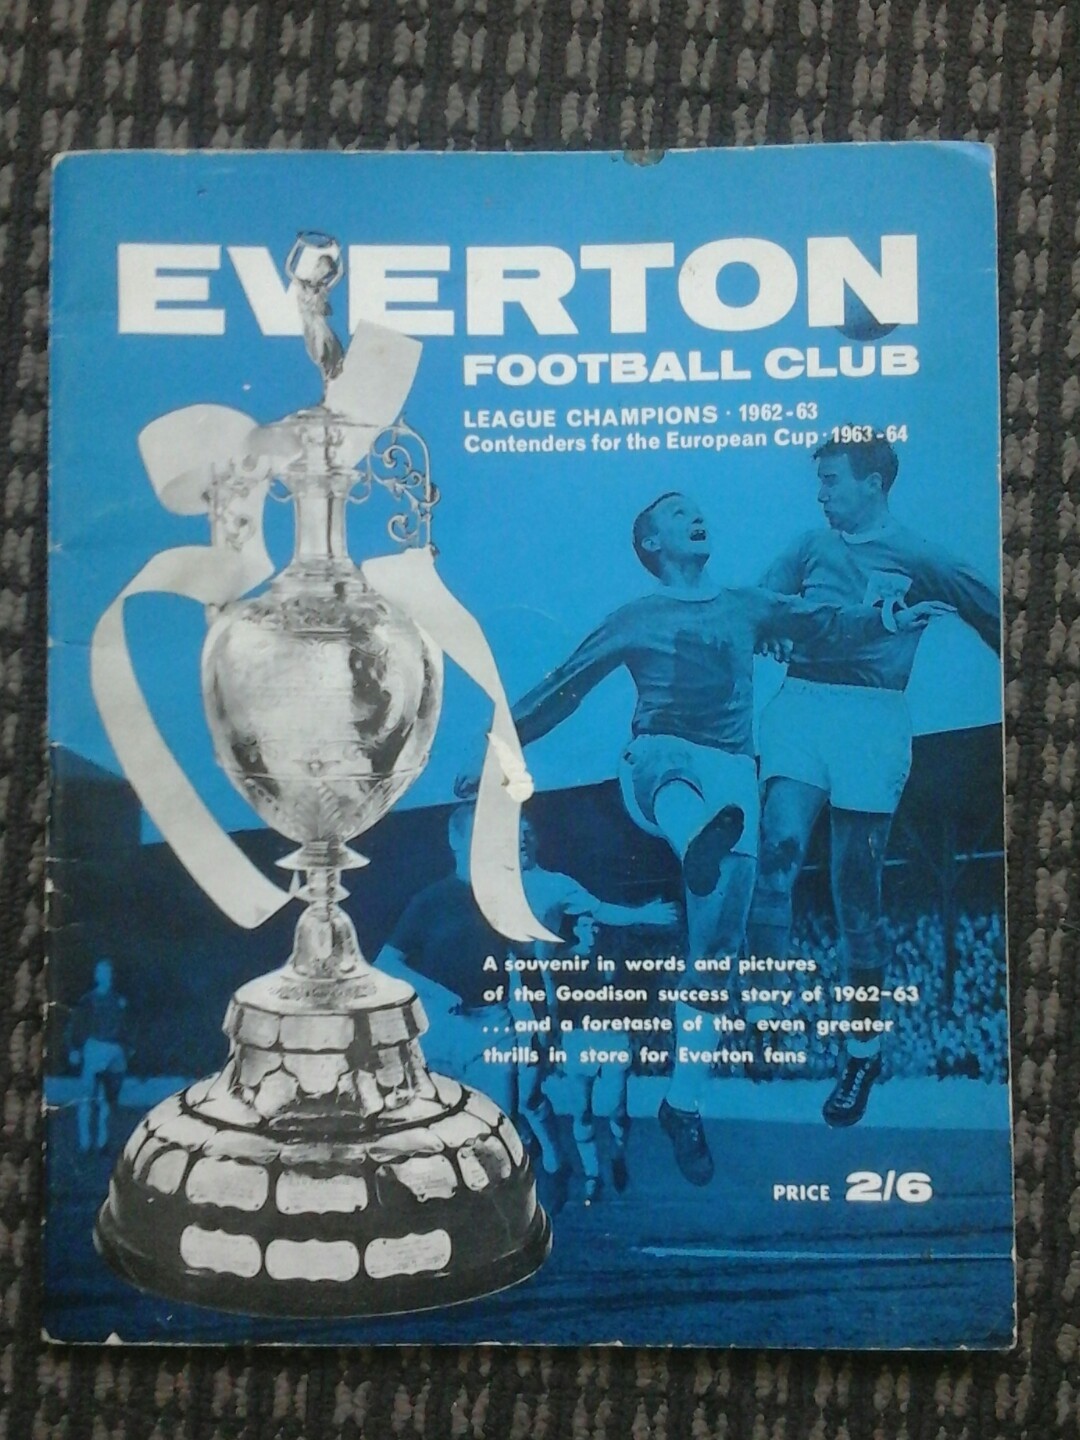 EVERTON
FOOTBALL CLUB
LEAGUE CHAMPIONS · 1962-63
Contenders for the European Cup · 1963-64
A souvenir in words and pictures
of the Goodison success story of 1962-63
...and a foretaste of the even greater
thrills in store for Everton fans
PRICE 2/6